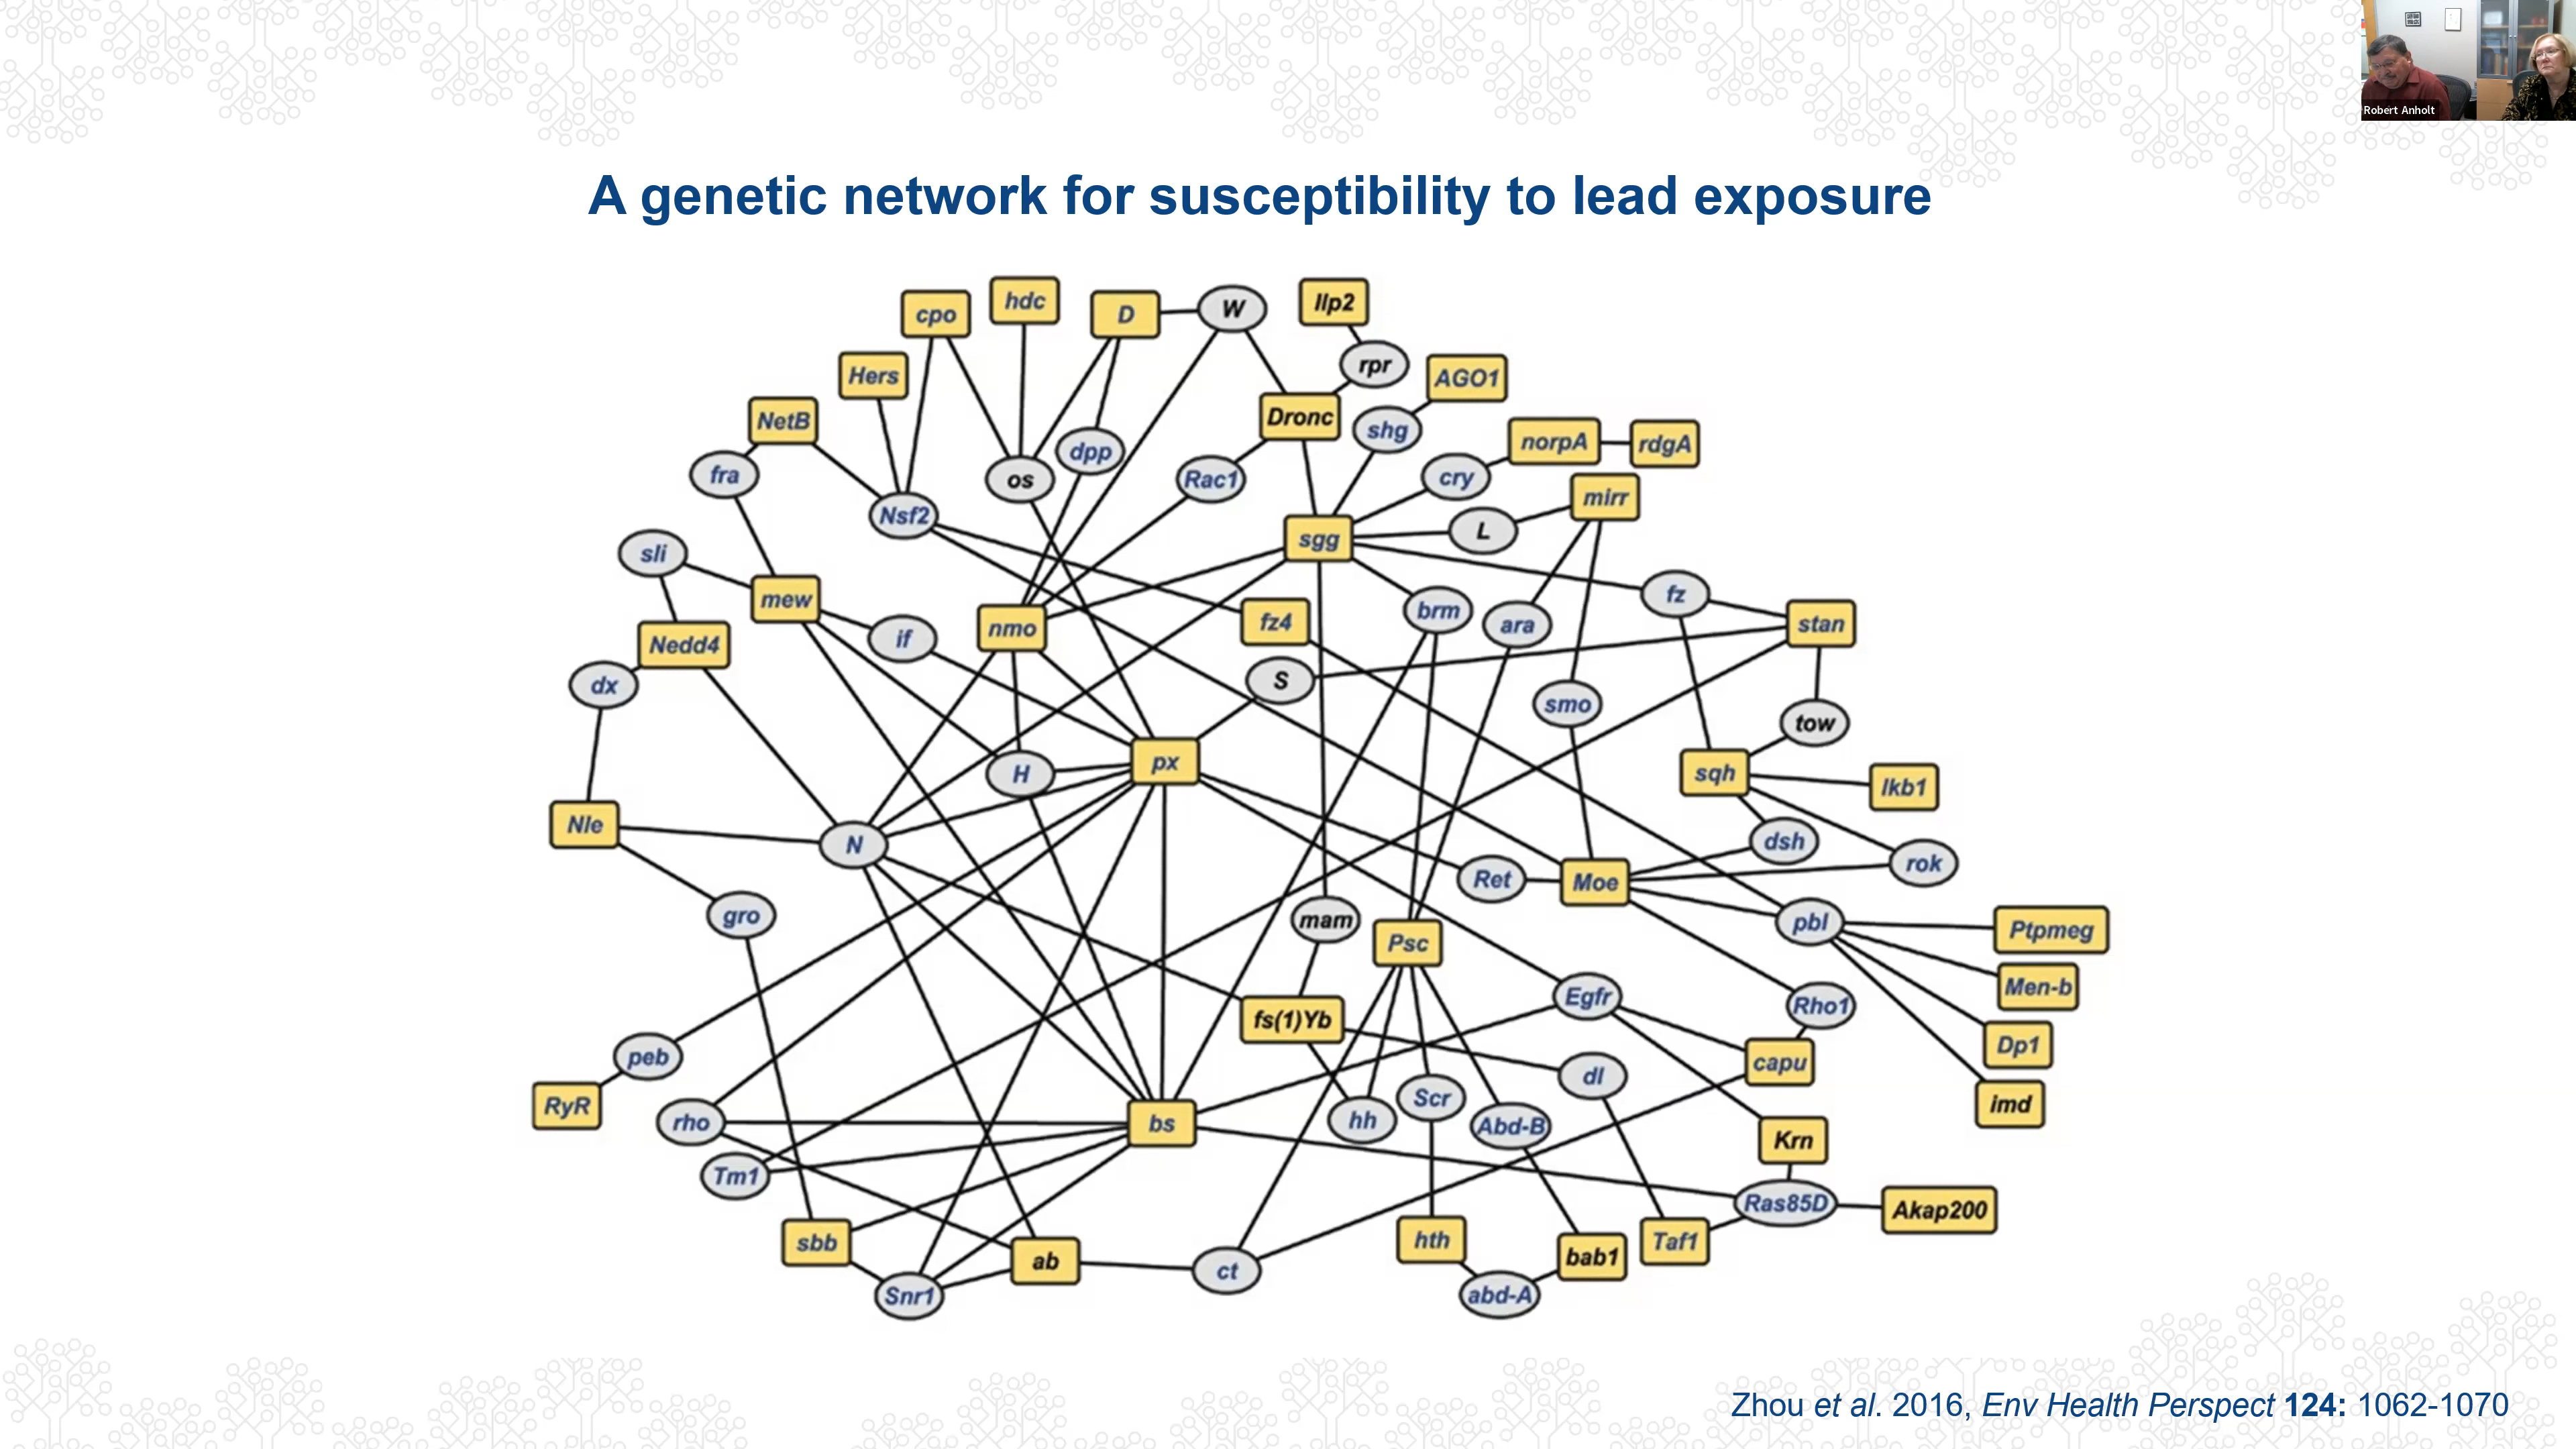 Robert Anholt
A genetic network for susceptibility to lead exposure
cpo
hdc
D
W
Ilp2
Hers
rpr
AGO1
NetB
Dronc
shg
norpA
rdgA
fra
os
dpp
Rac1
cry
mirr
Nsf2
sgg
L
sli
mew
nmo
if
fz4
brm
ara
fz
stan
Nedd4
dx
S
smo
tow
H
px
sqh
lkb1
Nle
N
dsh
rok
Ret
Moe
gro
mam
Psc
pbl
Ptpmeg
Men-b
Egfr
Rho1
fs(1)Yb
peb
capu
Dp1
RyR
dl
imd
rho
bs
hh
Scr
Abd-B
Krn
Tm1
Ras85D
Akap200
sbb
ab
ct
hth
bab1
Taf1
Snr1
abd-A
Zhou et al. 2016, Env Health Perspect 124: 1062-1070